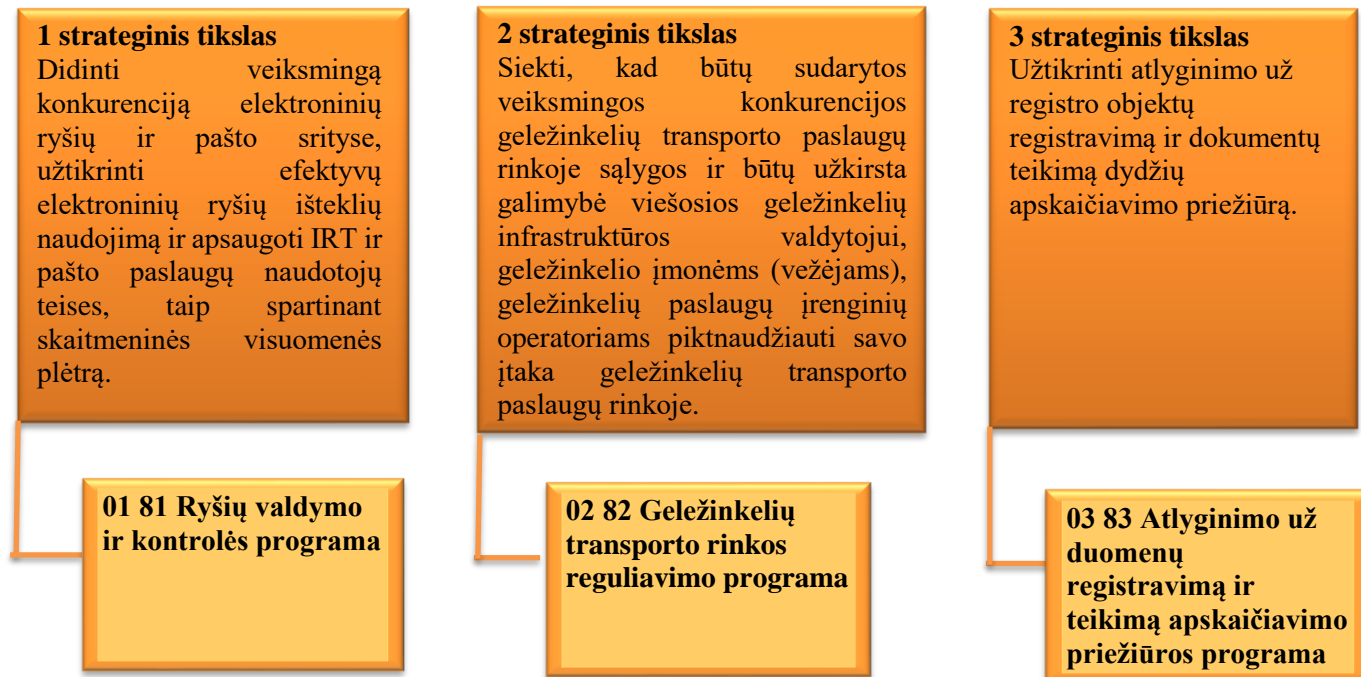 1 strateginis tikslas
Didinti veiksmingą
konkurenciją elektroninių
ryšių ir pašto srityse,
užtikrinti efektyvų
elektroninių ryšių išteklių
naudojimą ir apsaugoti IRT ir
pašto paslaugų naudotojų
teises, taip spartinant
skaitmeninės visuomenės
plėtrą.
01 81 Ryšių valdymo
ir kontrolės programa
2 strateginis tikslas
Siekti, kad būtų sudarytos
veiksmingos konkurencijos
geležinkelių transporto paslaugų
rinkoje sąlygos ir būtų užkirsta
galimybė viešosios geležinkelių
infrastruktūros valdytojui,
geležinkelio įmonėms (vežėjams),
geležinkelių paslaugų įrenginių
operatoriams piktnaudžiauti savo
įtaka geležinkelių transporto
paslaugų rinkoje.
02 82 Geležinkelių
transporto rinkos
reguliavimo programa
3 strateginis tikslas
Užtikrinti atlyginimo už
registro objektų
registravimą ir dokumentų
teikimą dydžių
apskaičiavimo priežiūrą.
03 83 Atlyginimo už
duomenų
registravimą ir
teikimą apskaičiavimo
priežiūros programa